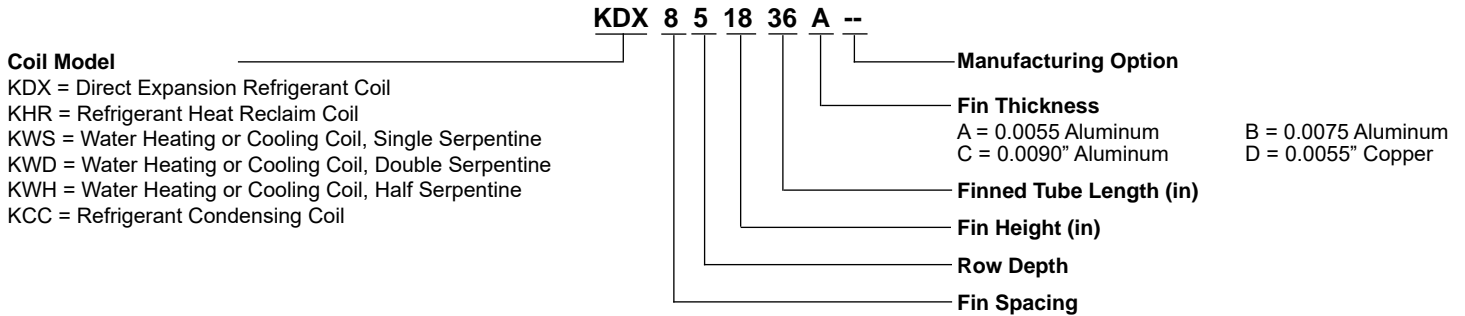 KDX 8 5 18 36 A --
Coil Model
KDX = Direct Expansion Refrigerant Coil
KHR = Refrigerant Heat Reclaim Coil
KWS = Water Heating or Cooling Coil, Single Serpentine
KWD = Water Heating or Cooling Coil, Double Serpentine
KWH = Water Heating or Cooling Coil, Half Serpentine
KCC = Refrigerant Condensing Coil
Manufacturing Option
Fin Thickness
A = 0.0055 Aluminum B = 0.0075 Aluminum
C = 0.0090” Aluminum D = 0.0055” Copper
Finned Tube Length (in)
Fin Height (in)
Row Depth
Fin Spacing